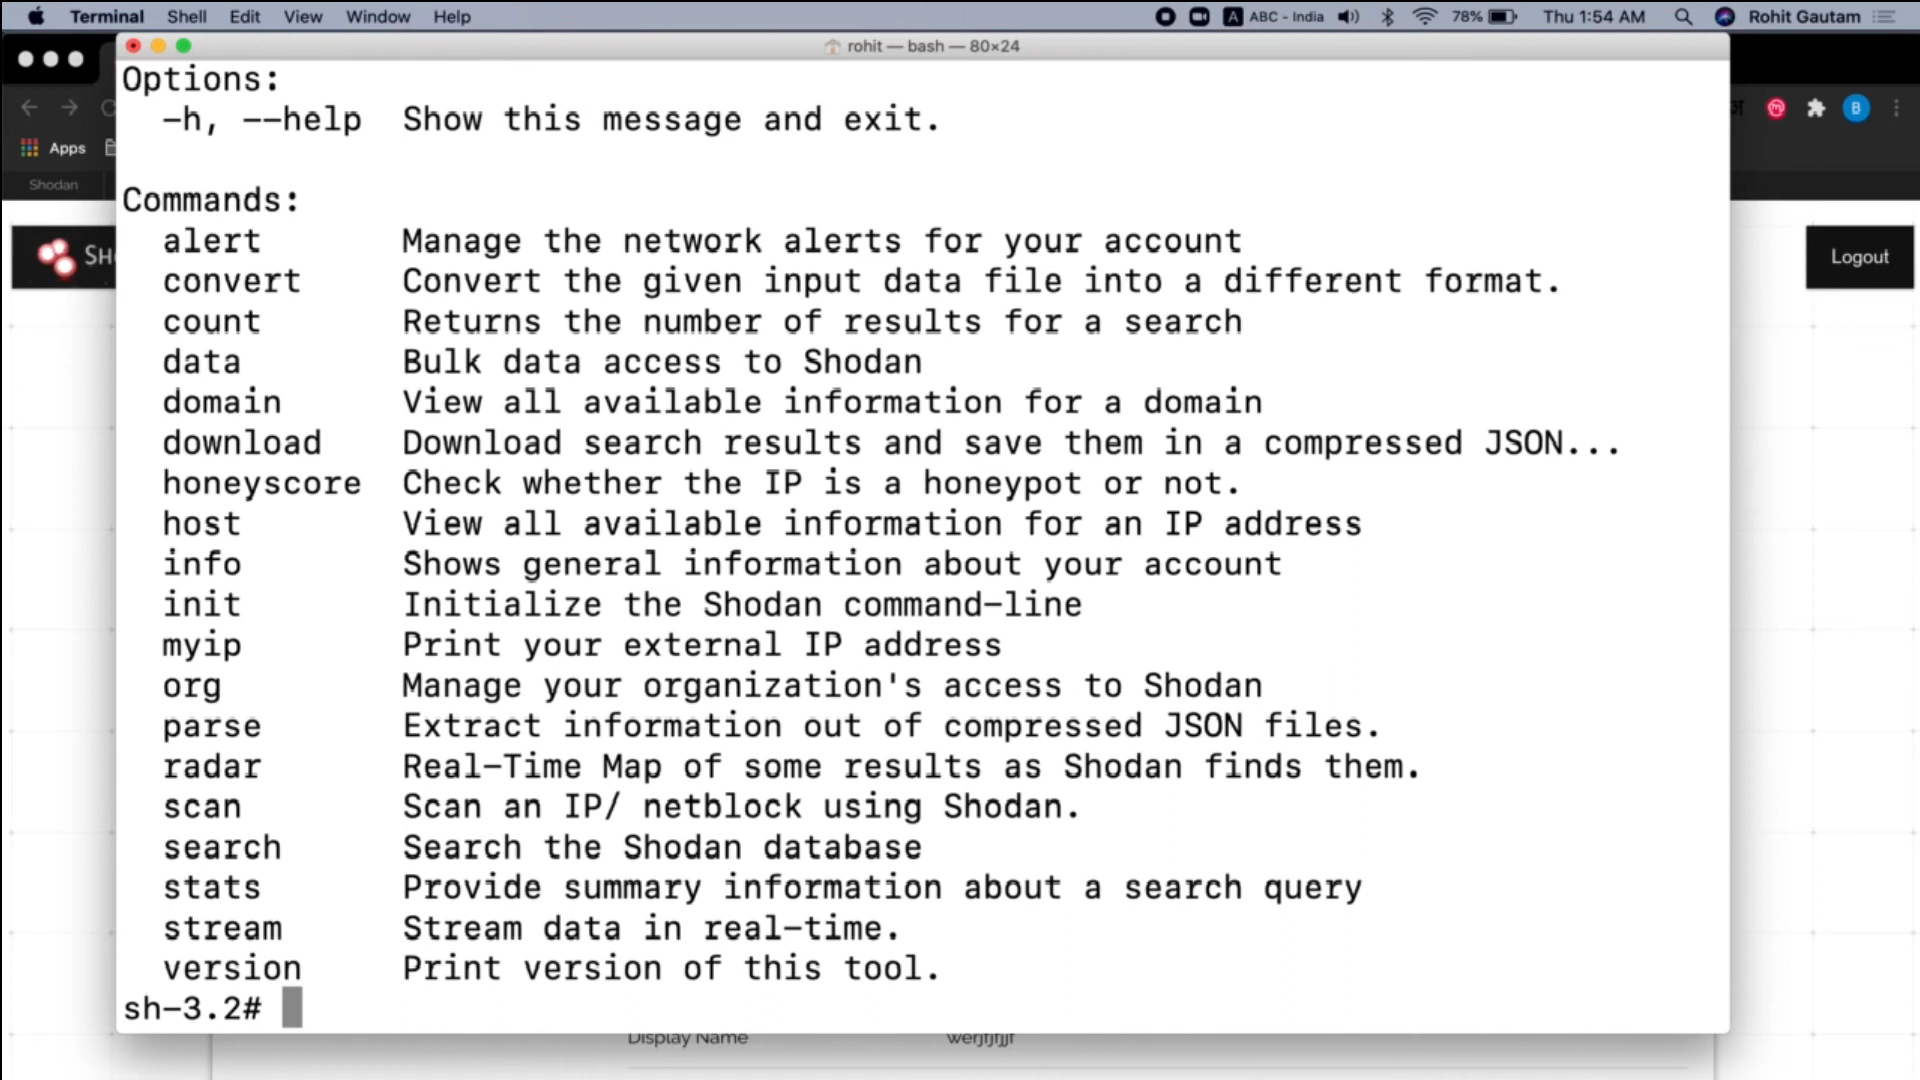 Terminal Shell Edit View Window Help ABC - India 78% Thu 1:54 AM Rohit Gautam
rohit — bash — 80×24
Options:
-h, --help Show this message and exit.
Apps
Shodan
Commands:
alert Manage the network alerts for your account
convert Convert the given input data file into a different format.
count Returns the number of results for a search
data Bulk data access to Shodan
domain View all available information for a domain
download Download search results and save them in a compressed JSON...
honeyscore Check whether the IP is a honeypot or not.
host View all available information for an IP address
info Shows general information about your account
init Initialize the Shodan command-line
myip Print your external IP address
org Manage your organization's access to Shodan
parse Extract information out of compressed JSON files.
radar Real-Time Map of some results as Shodan finds them.
scan Scan an IP/ netblock using Shodan.
search Search the Shodan database
stats Provide summary information about a search query
stream Stream data in real-time.
version Print version of this tool.
sh-3.2#
SH
Logout
B
Display Name